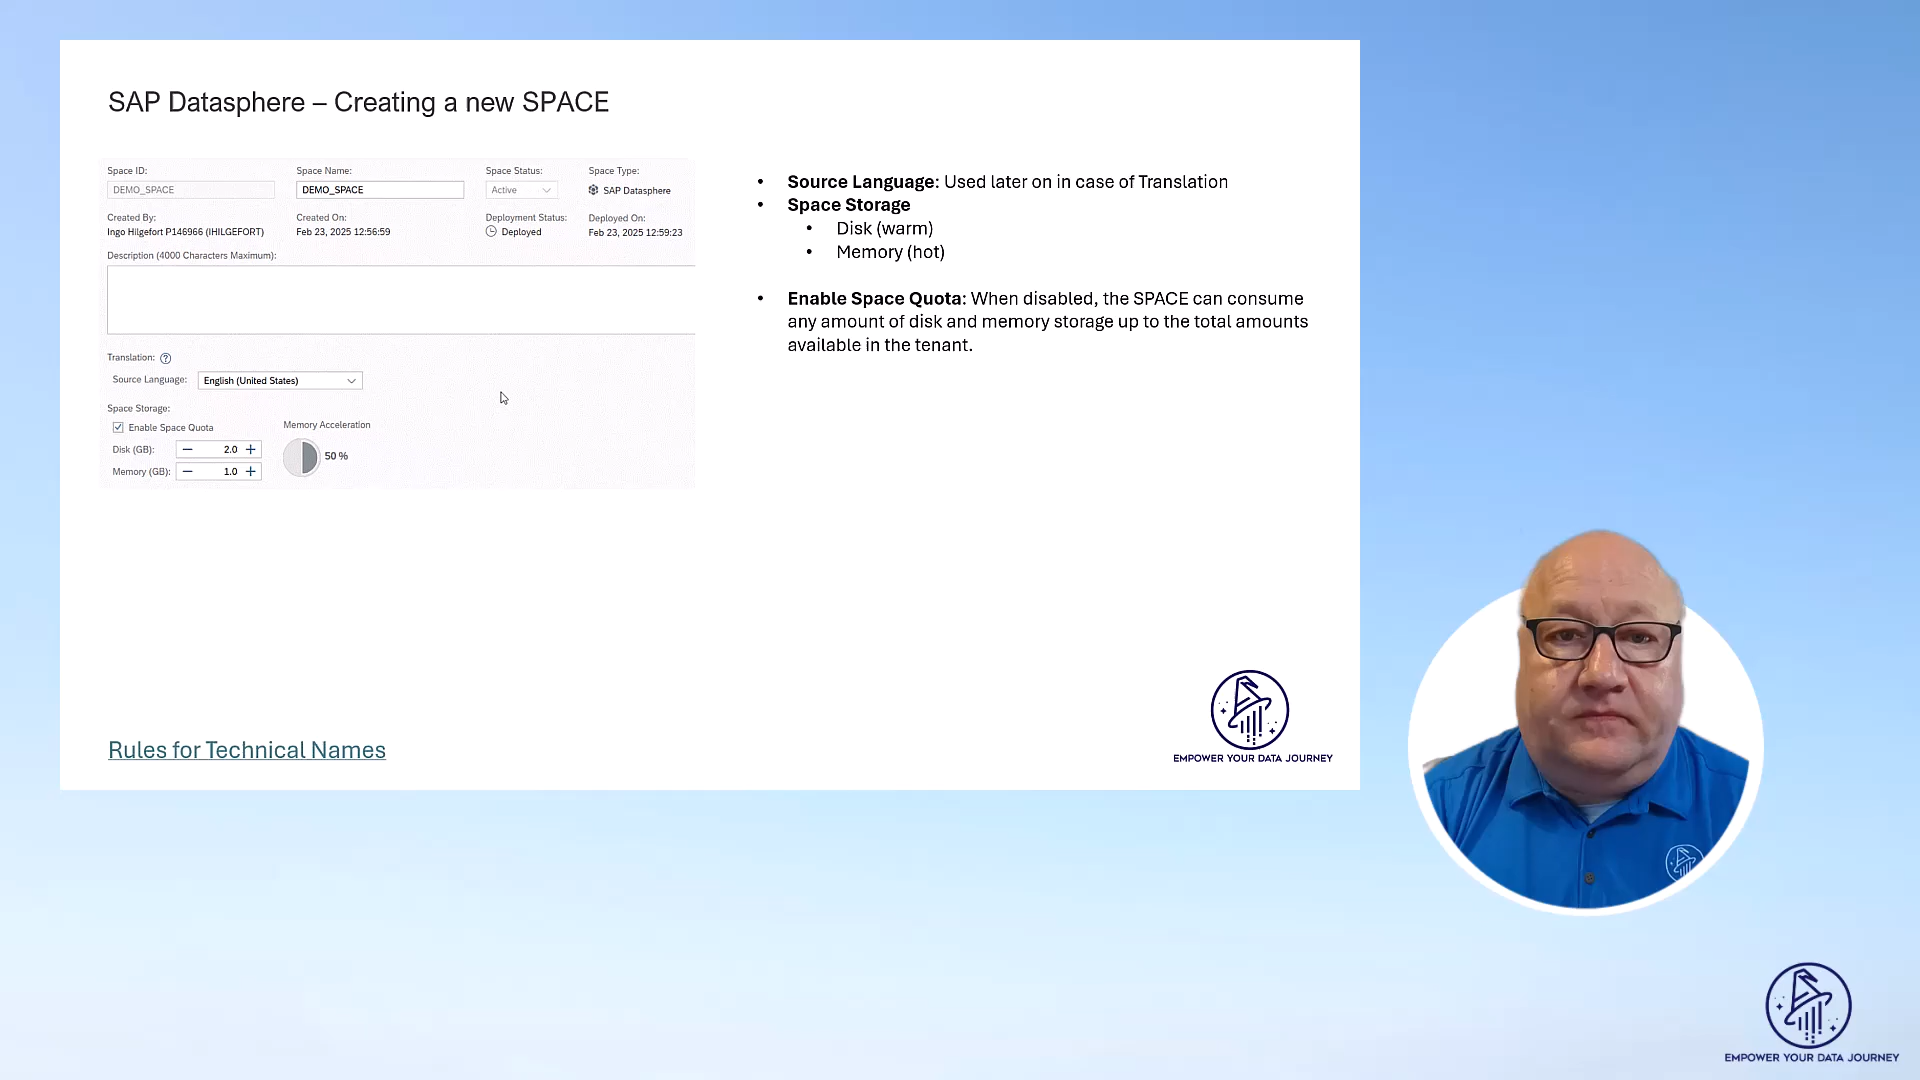 SAP Datasphere – Creating a new SPACE
Space ID:
DEMO_SPACE
Space Name:
DEMO_SPACE
Space Status:
Active
Space Type:
SAP Datasphere
Created By:
Ingo Hilgefort P146966 (IHILGEFORT)
Created On:
Feb 23, 2025 12:56:59
Deployment Status:
Deployed
Deployed On:
Feb 23, 2025 12:59:23
Description (4000 Characters Maximum):
Translation: ?
Source Language: English (United States)
Space Storage:
Enable Space Quota
Disk (GB): − 2.0 +
Memory (GB): − 1.0 +
Memory Acceleration
50 %
• Source Language: Used later on in case of Translation
• Space Storage
• Disk (warm)
• Memory (hot)
• Enable Space Quota: When disabled, the SPACE can consume
any amount of disk and memory storage up to the total amounts
available in the tenant.
Rules for Technical Names
EMPOWER YOUR DATA JOURNEY
EMPOWER YOUR DATA JOURNEY